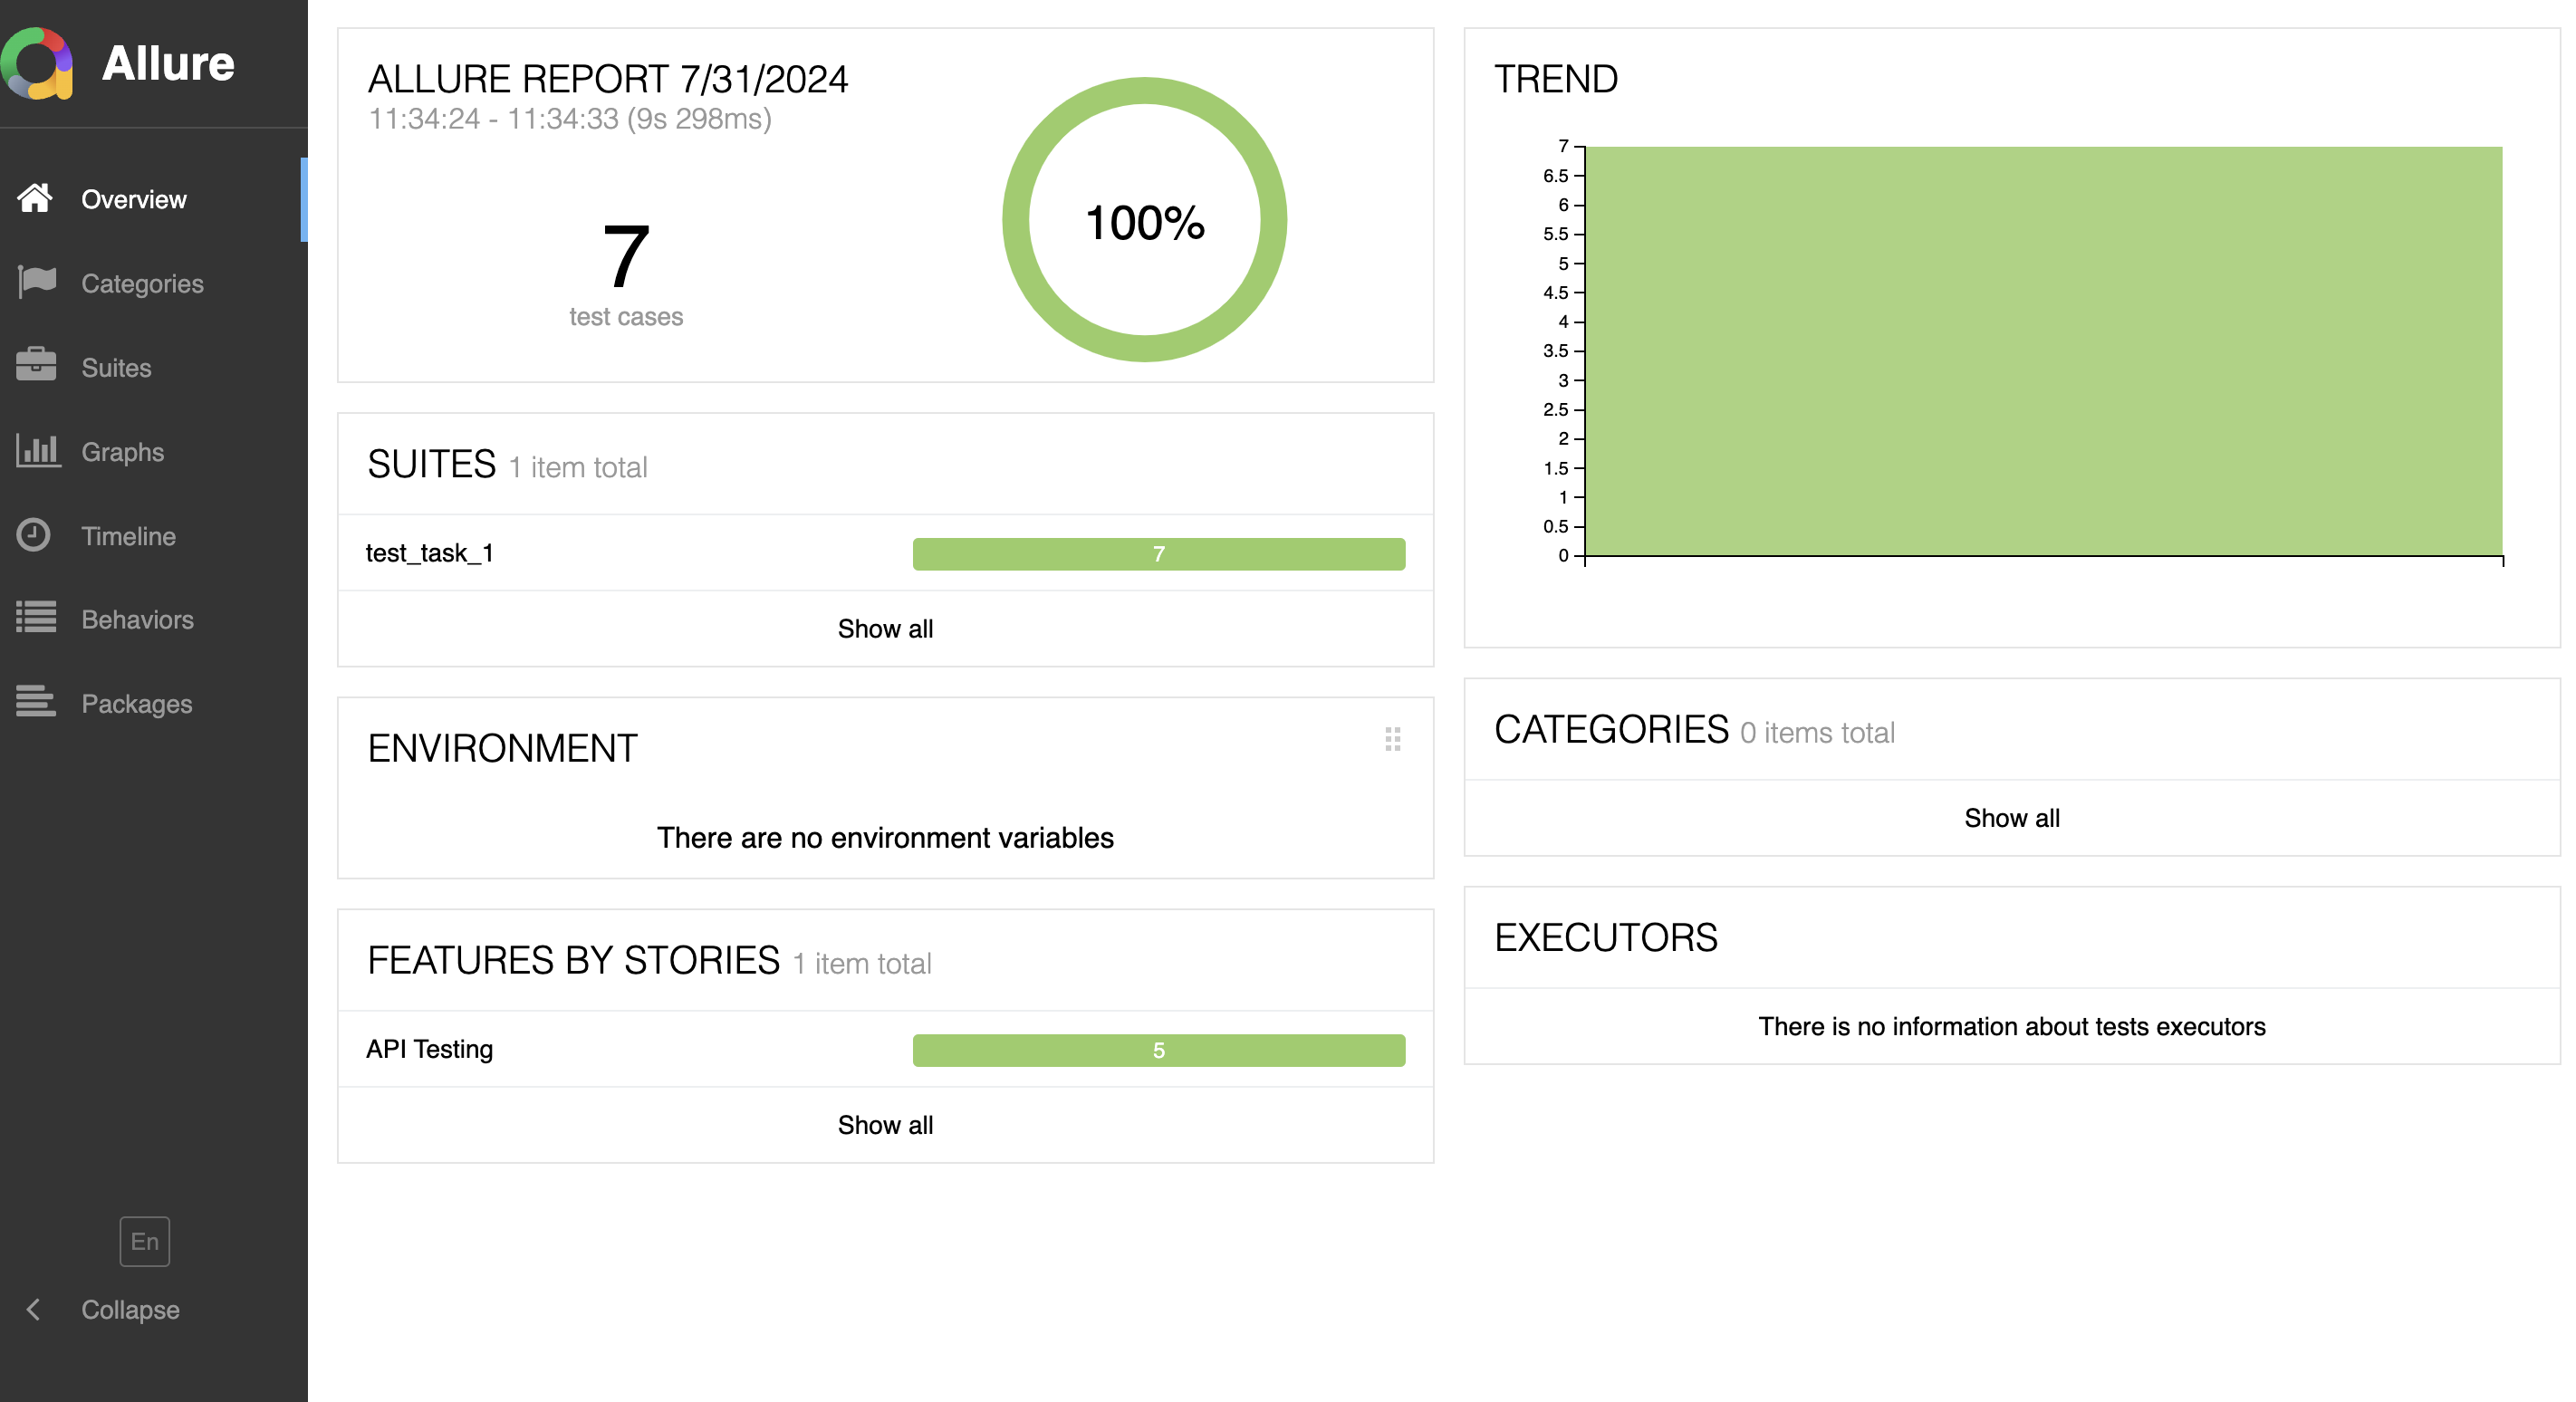 Allure
Overview
Categories
Suites
Graphs
Timeline
Behaviors
Packages
En
Collapse
ALLURE REPORT 7/31/2024
11:34:24 - 11:34:33 (9s 298ms)
7
test cases
100%
SUITES 1 item total
test_task_1 7
Show all
ENVIRONMENT
There are no environment variables
FEATURES BY STORIES 1 item total
API Testing 5
Show all
TREND
7
6.5
6
5.5
5
4.5
4
3.5
3
2.5
2
1.5
1
0.5
0
CATEGORIES 0 items total
Show all
EXECUTORS
There is no information about tests executors